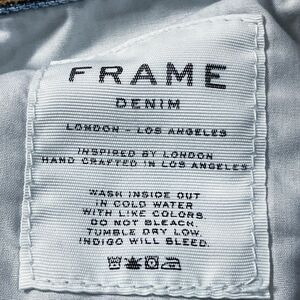 FRAME
DENIM
LONDON - LOS ANGELES
INSPIRED BY LONDON
HAND CRAFTED IN LOS ANGELES
WASH INSIDE OUT
IN COLD WATER
WITH LIKE COLORS
DO NOT BLEACH.
TUMBLE DRY LOW.
INDIGO WILL BLEED.